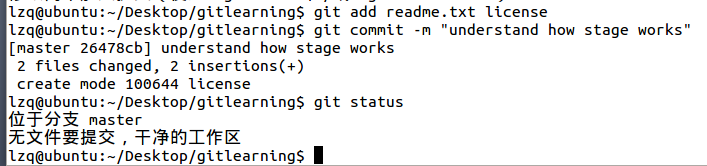 lzq@ubuntu:~/Desktop/gitlearning$ git add readme.txt license
lzq@ubuntu:~/Desktop/gitlearning$ git commit -m "understand how stage works"
[master 26478cb] understand how stage works
 2 files changed, 2 insertions(+)
 create mode 100644 license
lzq@ubuntu:~/Desktop/gitlearning$ git status
位于分支 master
无文件要提交，干净的工作区
lzq@ubuntu:~/Desktop/gitlearning$